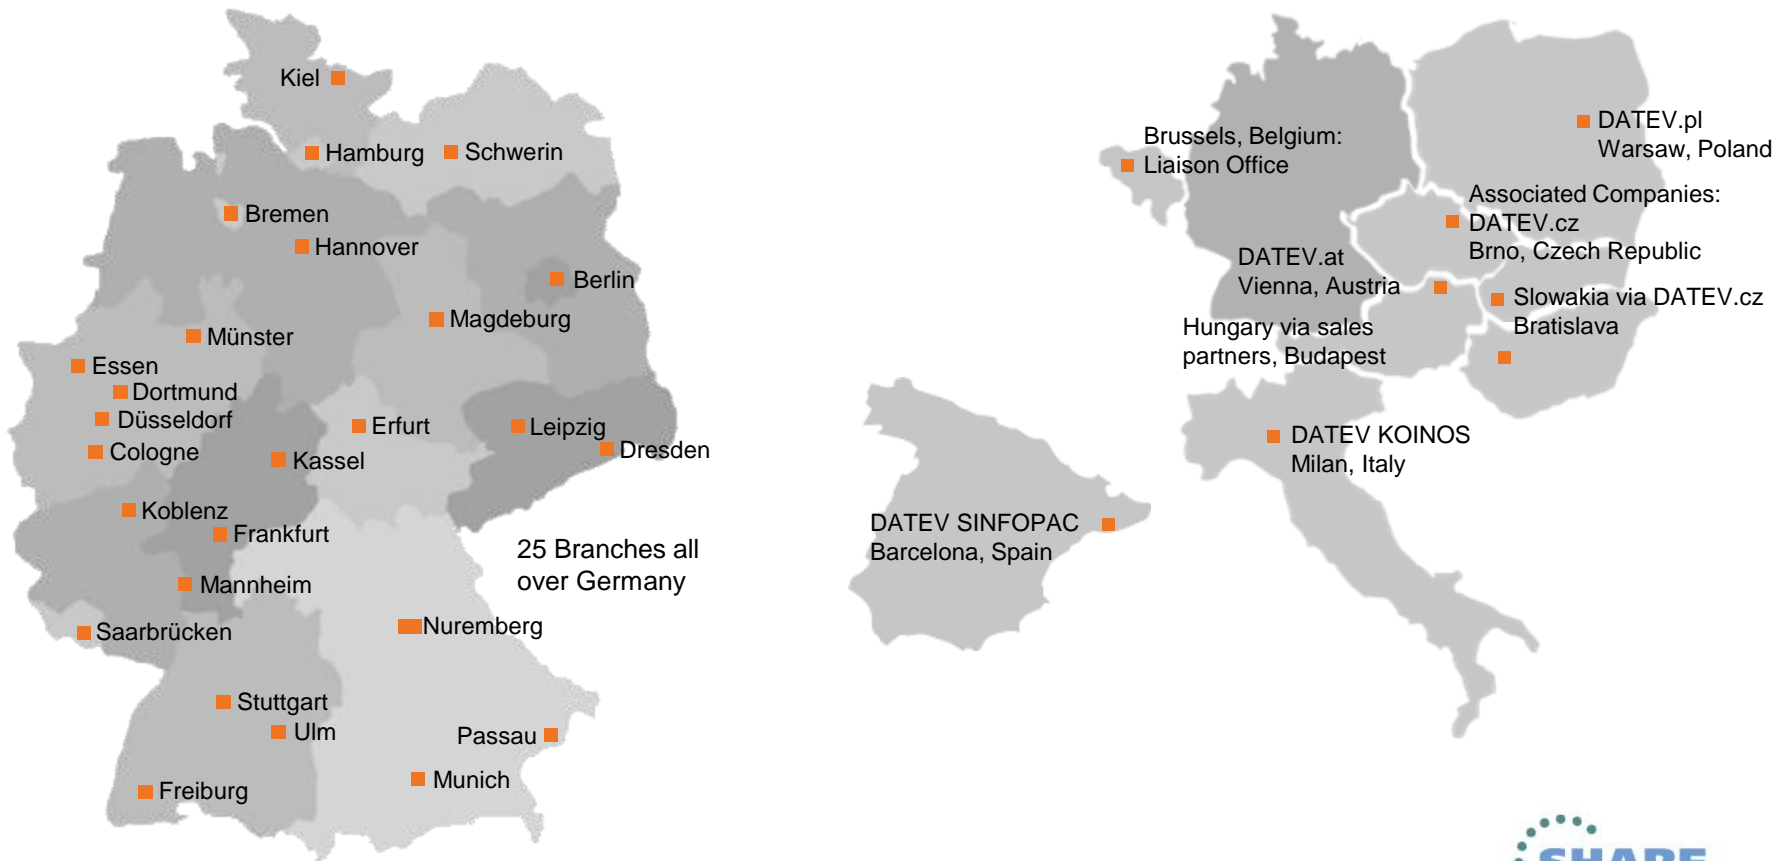 Kiel
Hamburg
Schwerin
Bremen
Hannover
Berlin
Magdeburg
Münster
Essen
Dortmund
Düsseldorf
Cologne
Erfurt
Leipzig
Kassel
Dresden
Koblenz
Frankfurt
25 Branches all
over Germany
Mannheim
Nuremberg
Saarbrücken
Stuttgart
Ulm
Passau
Munich
Freiburg
DATEV.pl
Warsaw, Poland
Brussels, Belgium:
Liaison Office
Associated Companies:
DATEV.cz
Brno, Czech Republic
DATEV.at
Vienna, Austria
Slowakia via DATEV.cz
Bratislava
Hungary via sales
partners, Budapest
DATEV KOINOS
Milan, Italy
DATEV SINFOPAC
Barcelona, Spain
SHARE